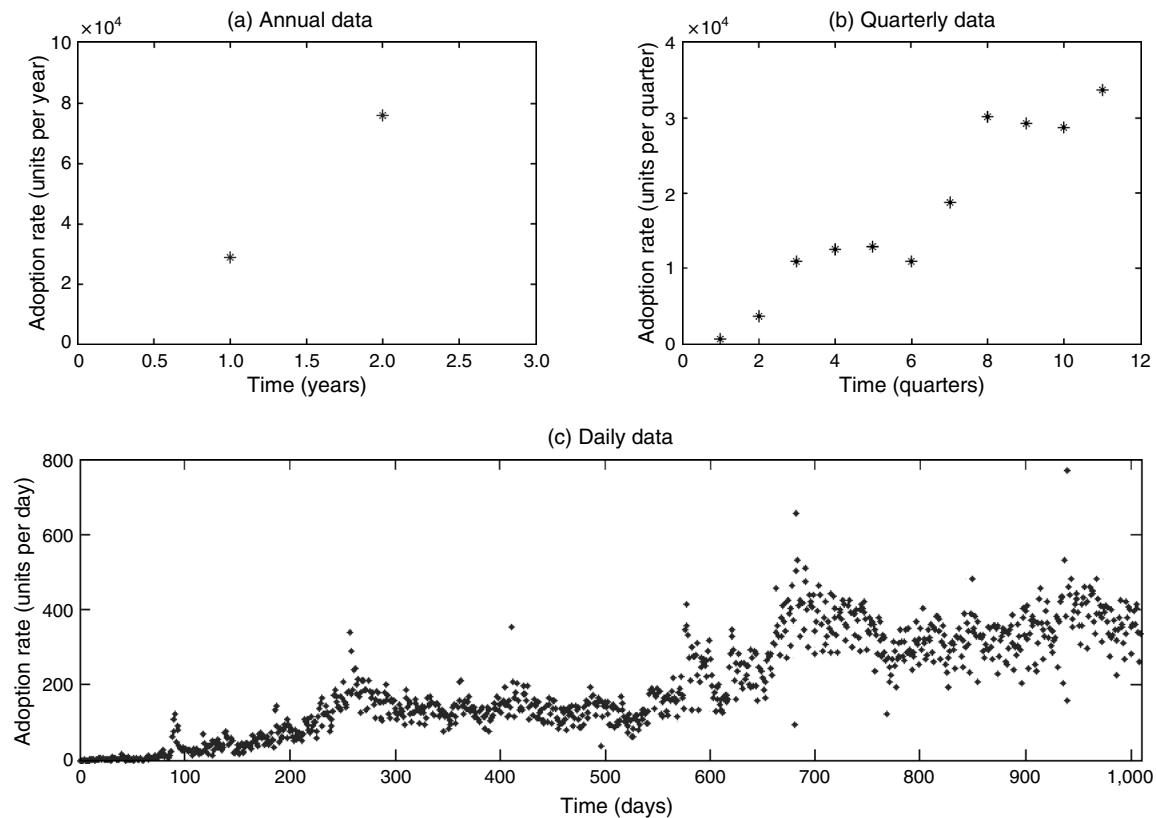 (a) Annual data
×10⁴
10
8
6
4
2
0
0 0.5 1.0 1.5 2.0 2.5 3.0
Adoption rate (units per year)
Time (years)
(b) Quarterly data
×10⁴
4
3
2
1
0
0 2 4 6 8 10 12
Adoption rate (units per quarter)
Time (quarters)
(c) Daily data
800
600
400
200
0
0 100 200 300 400 500 600 700 800 900 1,000
Adoption rate (units per day)
Time (days)